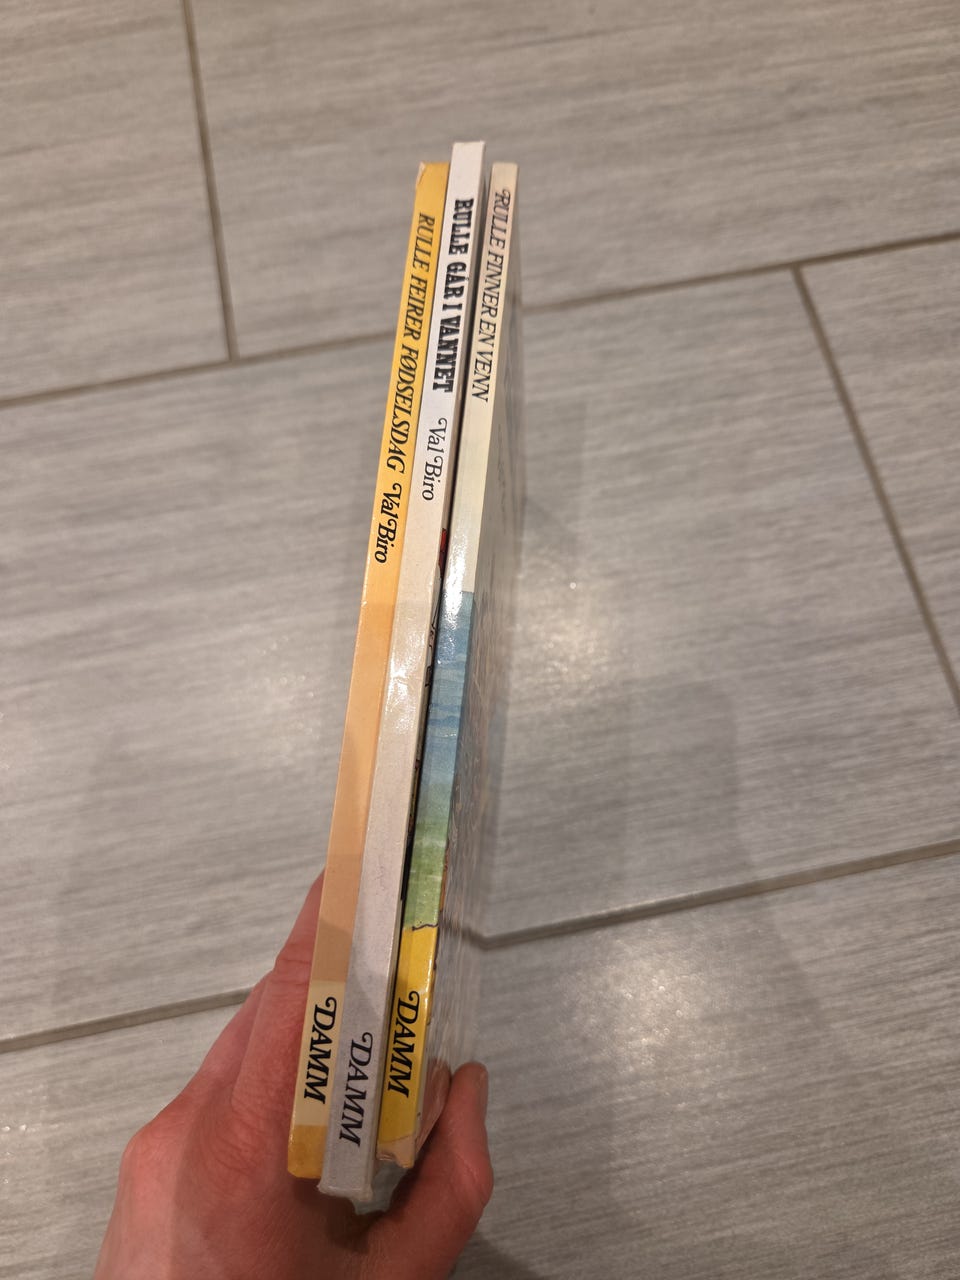 RULLE FEIRER FØDSELSDAG Val Biro DAMM
RULLE GÅR I VANNET Val Biro DAMM
RULLE FINNER EN VENN DAMM